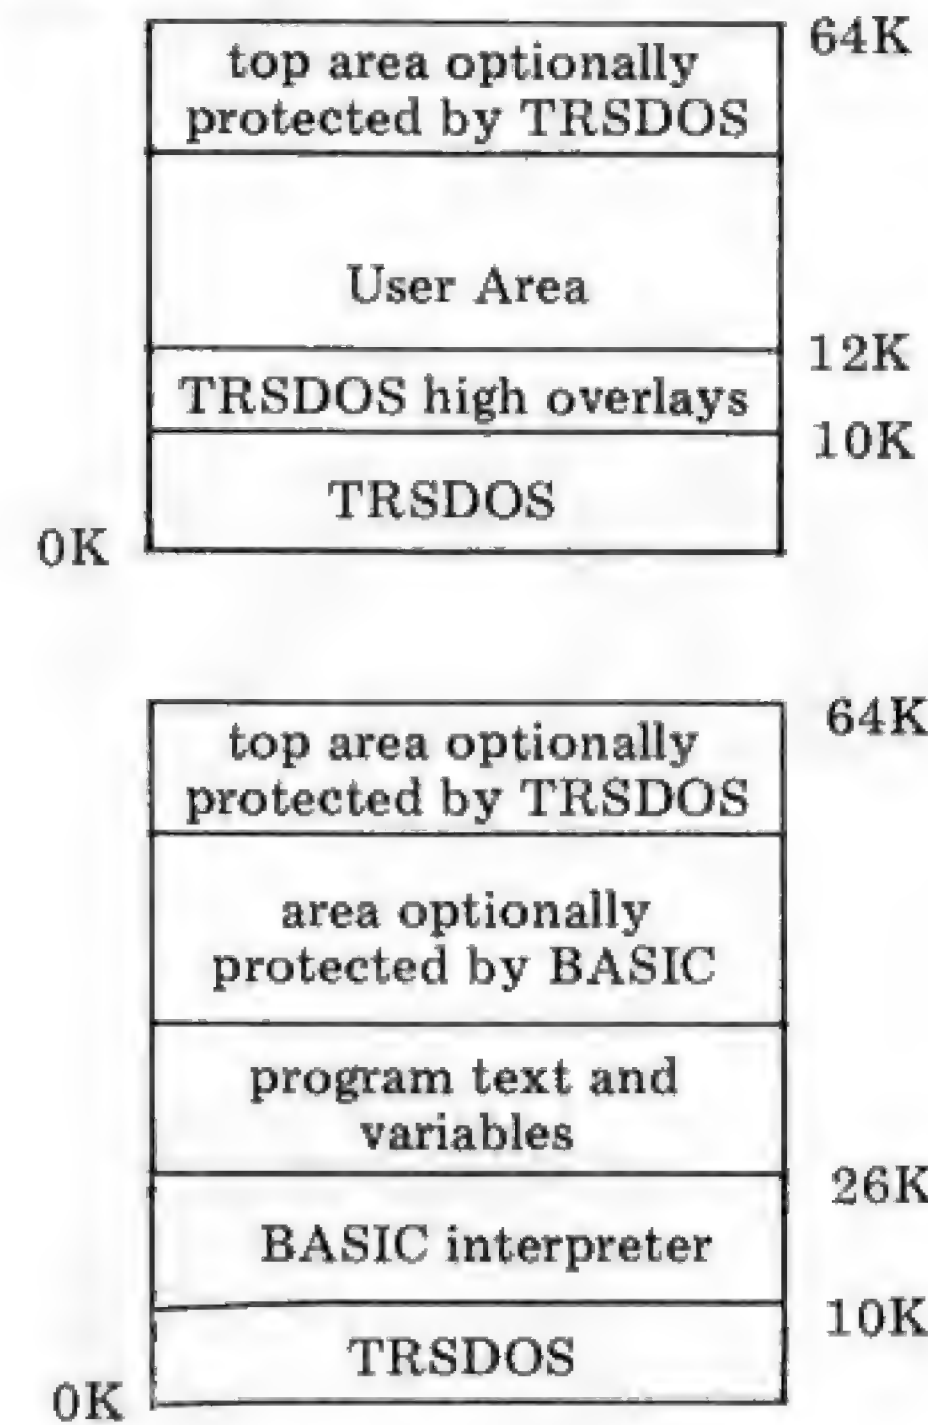 64K
top area optionally
protected by TRSDOS
User Area
12K
TRSDOS high overlays
10K
TRSDOS
0K
64K
top area optionally
protected by TRSDOS
area optionally
protected by BASIC
program text and
variables
26K
BASIC interpreter
10K
TRSDOS
0K